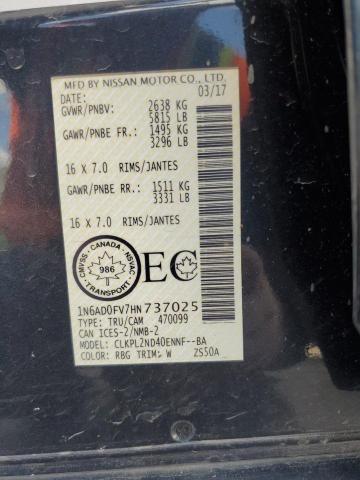 MFD BY NISSAN MOTOR CO., LTD.
DATE: 03/17
GVWR/PNBV: 2638 KG
5815 LB
GAWR/PNBE FR.: 1495 KG
3296 LB
16 X 7.0 RIMS/JANTES
GAWR/PNBE RR.: 1511 KG
3331 LB
16 X 7.0 RIMS/JANTES
CMVSS - CANADA - NSVAC
986
TRANSPORT
EC
1N6AD0FV7HN737025
TYPE: TRU/CAM 470099
CAN ICES-2/NMB-2
MODEL: CLKPL2ND40ENNF--BA
COLOR: RBG TRIM: W ZS50A